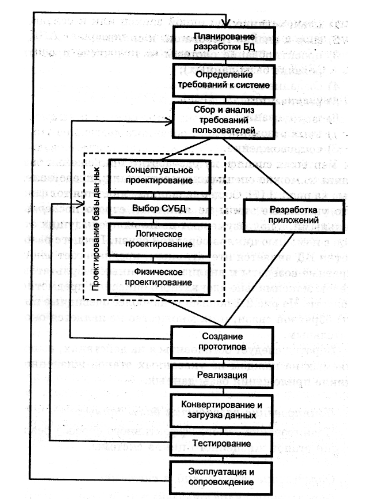 Планирование
разработки БД
Определение
требований к системе
Сбор и анализ
требований
пользователей
Проектирование базы данных
Концептуальное
проектирование
Выбор СУБД
Логическое
проектирование
Физическое
проектирование
Разработка
приложений
Создание
прототипов
Реализация
Конвертирование и
загрузка данных
Тестирование
Эксплуатация и
сопровождение